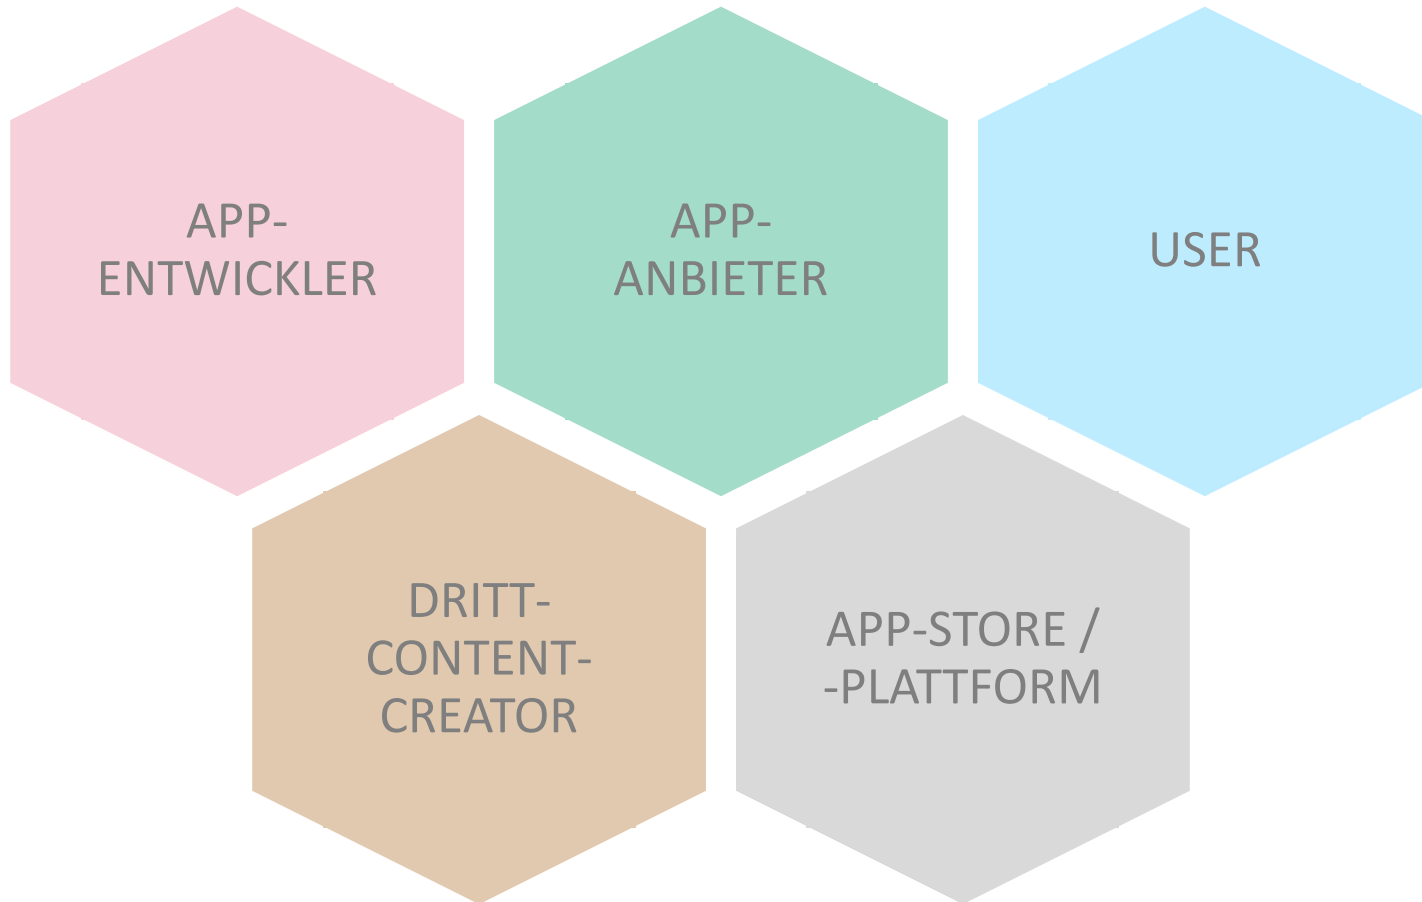 APP-
ENTWICKLER
APP-
ANBIETER
USER
DRITT-
CONTENT-
CREATOR
APP-STORE /
-PLATTFORM